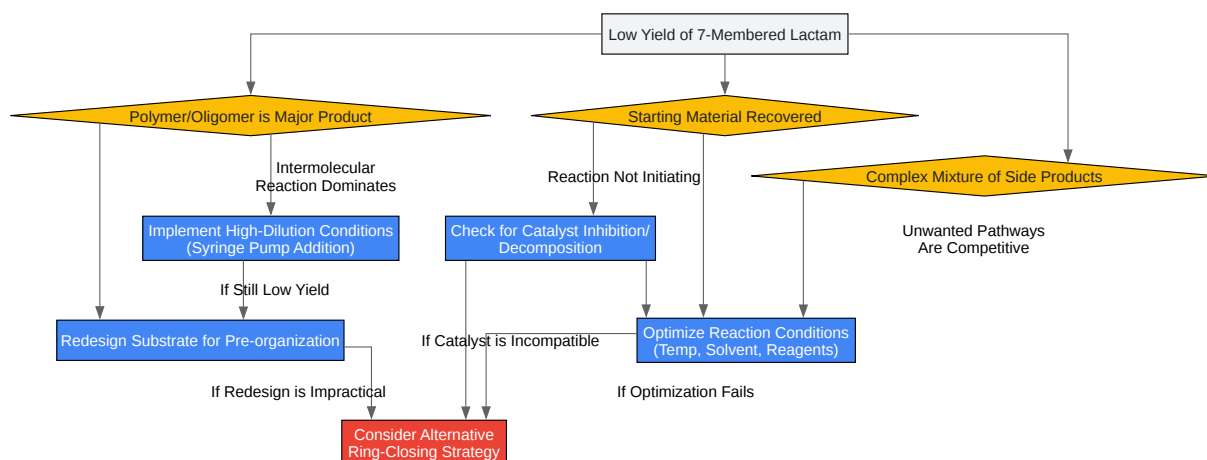 Low Yield of 7-Membered Lactam
Polymer/Oligomer is Major Product
Starting Material Recovered
Intermolecular
Reaction Dominates
Reaction Not Initiating
Complex Mixture of Side Products
Implement High-Dilution Conditions
(Syringe Pump Addition)
Check for Catalyst Inhibition/
Decomposition
Unwanted Pathways
Are Competitive
If Still Low Yield
Redesign Substrate for Pre-organization
If Catalyst is Incompatible
Optimize Reaction Conditions
(Temp, Solvent, Reagents)
If Redesign is Impractical
If Optimization Fails
Consider Alternative
Ring-Closing Strategy